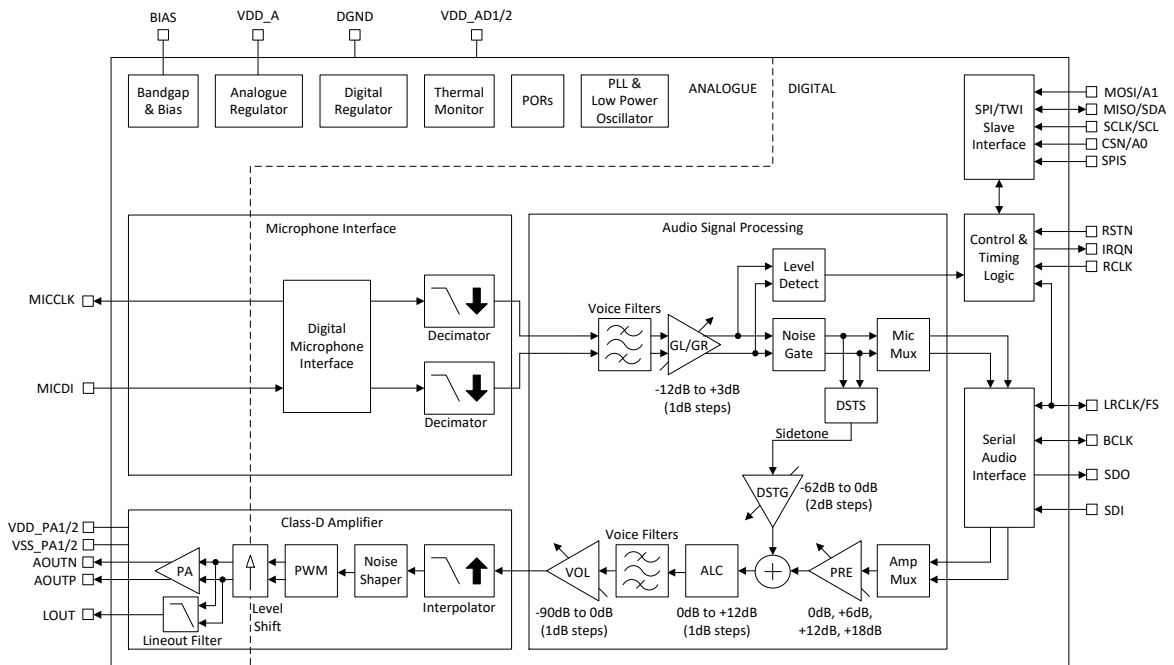 BIAS
VDD_A
DGND
VDD_AD1/2
Bandgap
& Bias
Analogue
Regulator
Digital
Regulator
Thermal
Monitor
PORs
PLL &
Low Power
Oscillator
ANALOGUE
DIGITAL
SPI/TWI
Slave
Interface
MOSI/A1
MISO/SDA
SCLK/SCL
CSN/A0
SPIS
Control &
Timing
Logic
RSTN
IRQN
RCLK
Microphone Interface
MICCLK
MICDI
Digital
Microphone
Interface
Decimator
Decimator
Audio Signal Processing
Voice Filters
GL/GR
-12dB to +3dB
(1dB steps)
Level
Detect
Noise
Gate
Mic
Mux
DSTS
Sidetone
DSTG
-62dB to 0dB
(2dB steps)
Serial
Audio
Interface
LRCLK/FS
BCLK
SDO
SDI
Class-D Amplifier
VDD_PA1/2
VSS_PA1/2
AOUTN
AOUTP
LOUT
PA
Lineout Filter
Level
Shift
PWM
Noise
Shaper
Interpolator
VOL
-90dB to 0dB
(1dB steps)
Voice Filters
ALC
0dB to +12dB
(1dB steps)
PRE
0dB, +6dB,
+12dB, +18dB
Amp
Mux